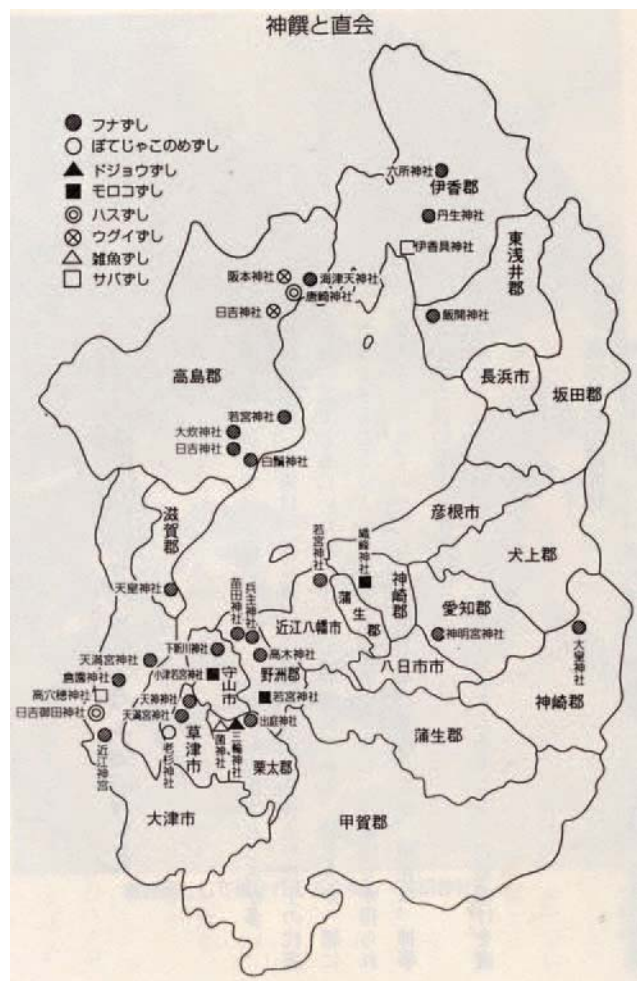 神饌と直会
フナずし
ぼてじゃこのめずし
ドジョウずし
モロコずし
ハスずし
ウグイずし
雑魚ずし
サバずし
六所神社
伊香郡
丹生神社
伊香具神社
東浅井郡
阪本神社
海津天神社
唐崎神社
日吉神社
飯開神社
長浜市
坂田郡
高島郡
若宮神社
大炊神社
日吉神社
白鬚神社
彦根市
滋賀郡
犬上郡
若宮神社
神崎郡
蒲生郡
愛知郡
天皇神社
苗田神社
兵主神社
近江八幡市
神明宮神社
大皇神社
下新川神社
高木神社
八日市市
天満宮神社
小津若宮神社
守山市
野洲郡
倉園神社
高穴穂神社
天神神社
若宮神社
神崎郡
日吉御田神社
天満宮神社
出庭神社
蒲生郡
近江神宮
老杉神社
草津市
菌神社
三輪神社
栗太郡
大津市
甲賀郡